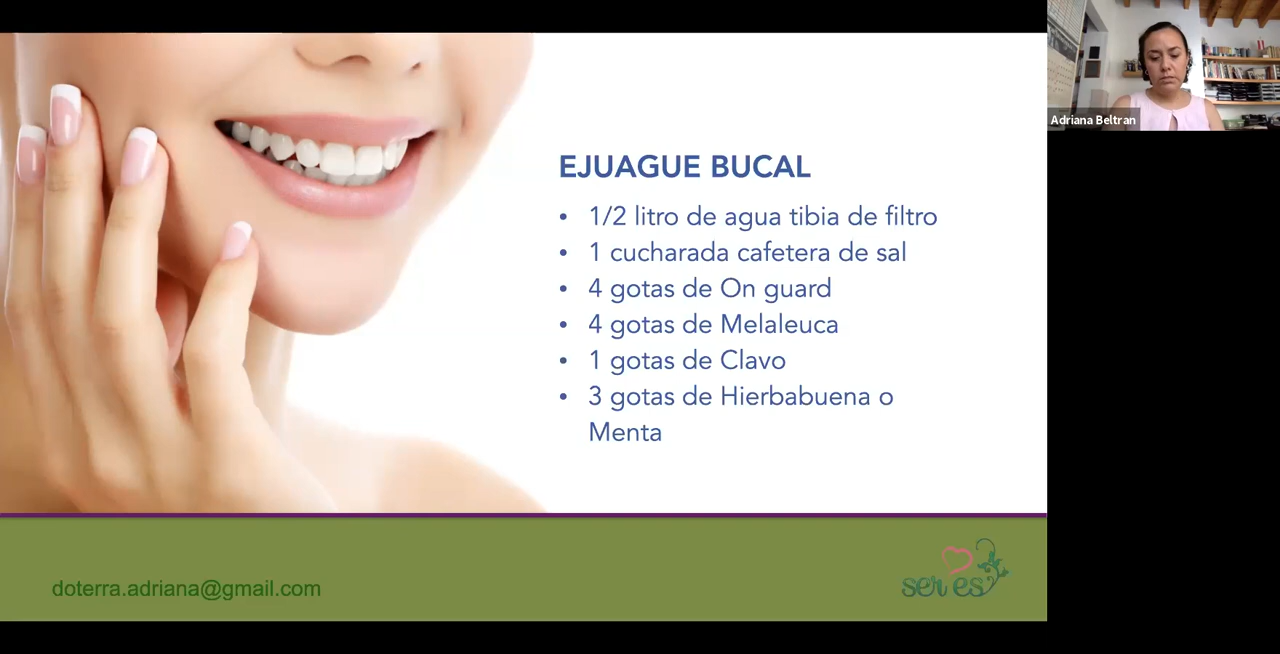 Adriana Beltran
EJUAGUE BUCAL
• 1/2 litro de agua tibia de filtro
• 1 cucharada cafetera de sal
• 4 gotas de On guard
• 4 gotas de Melaleuca
• 1 gotas de Clavo
• 3 gotas de Hierbabuena o
Menta
doterra.adriana@gmail.com
ser es